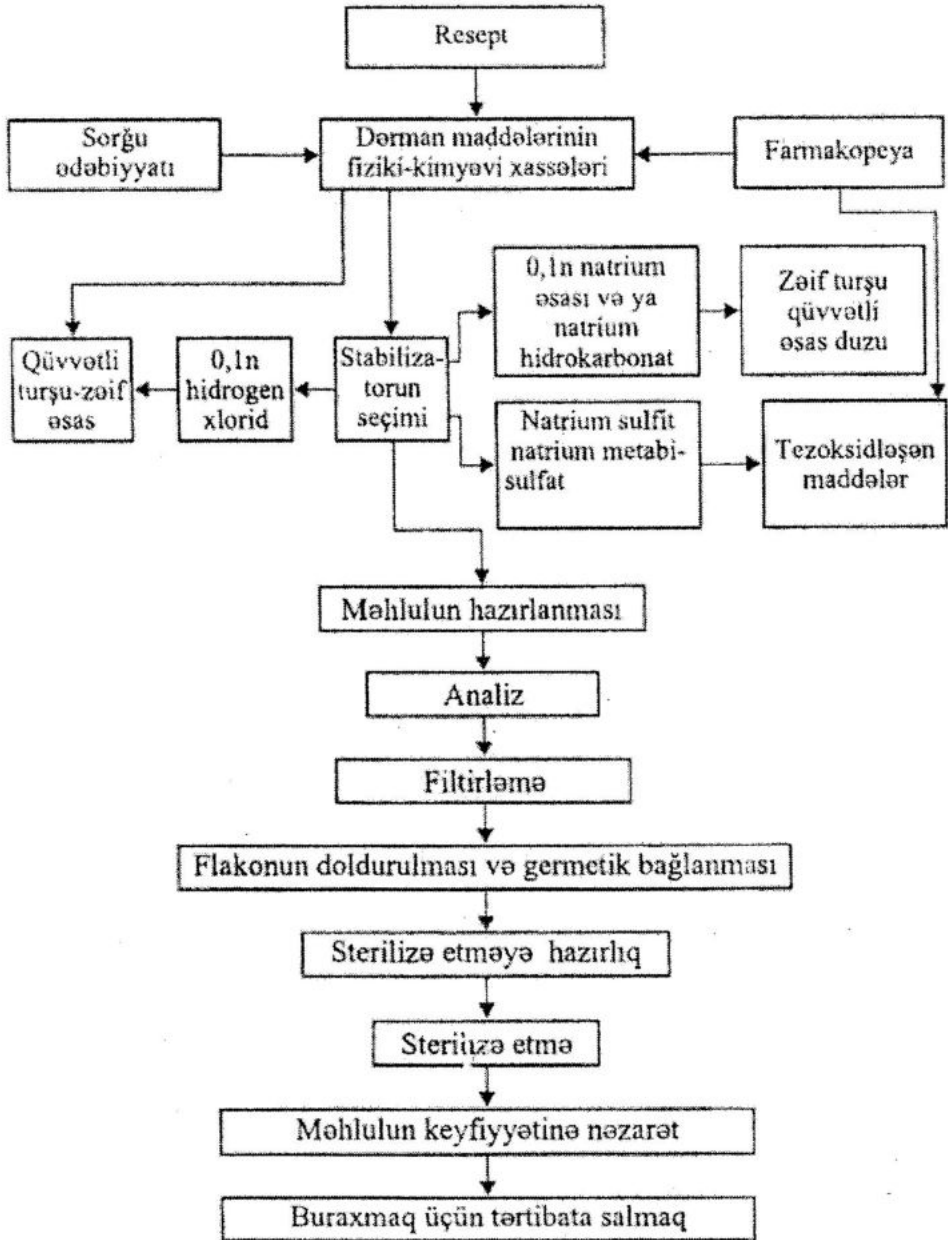 Resept
Sorğu
ədəbiyyatı
Dərman maddələrinin
fiziki-kimyəvi xassələri
Farmakopeya
0,1n natrium
əsası və ya
natrium
hidrokarbonat
Zəif turşu
qüvvətli
əsas duzu
Qüvvətli
turşu-zəif
əsas
0,1n
hidrogen
xlorid
Stabiliza-
torun
seçimi
Natrium sulfit
natrium metabi-
sulfat
Tezoksidləşən
maddələr
Məhlulun hazırlanması
Analiz
Filtirləmə
Flakonun doldurulması və germetik bağlanması
Sterilizə etməyə hazırlıq
Sterilizə etmə
Məhlulun keyfiyyətinə nəzarət
Buraxmaq üçün tərtibata salmaq